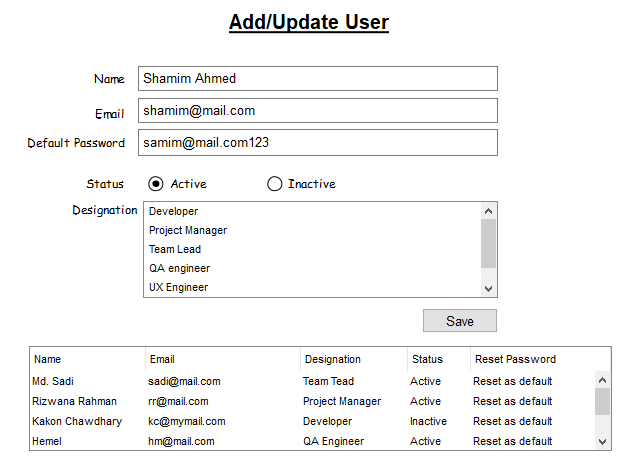 Add/Update User
Name Shamim Ahmed
Email shamim@mail.com
Default Password samim@mail.com123
Status Active Inactive
Designation Developer
Project Manager
Team Lead
QA engineer
UX Engineer
Save
Name Email Designation Status Reset Password
Md. Sadi sadi@mail.com Team Tead Active Reset as default
Rizwana Rahman rr@mail.com Project Manager Active Reset as default
Kakon Chawdhary kc@mymail.com Developer Inactive Reset as default
Hemel hm@mail.com QA Engineer Active Reset as default